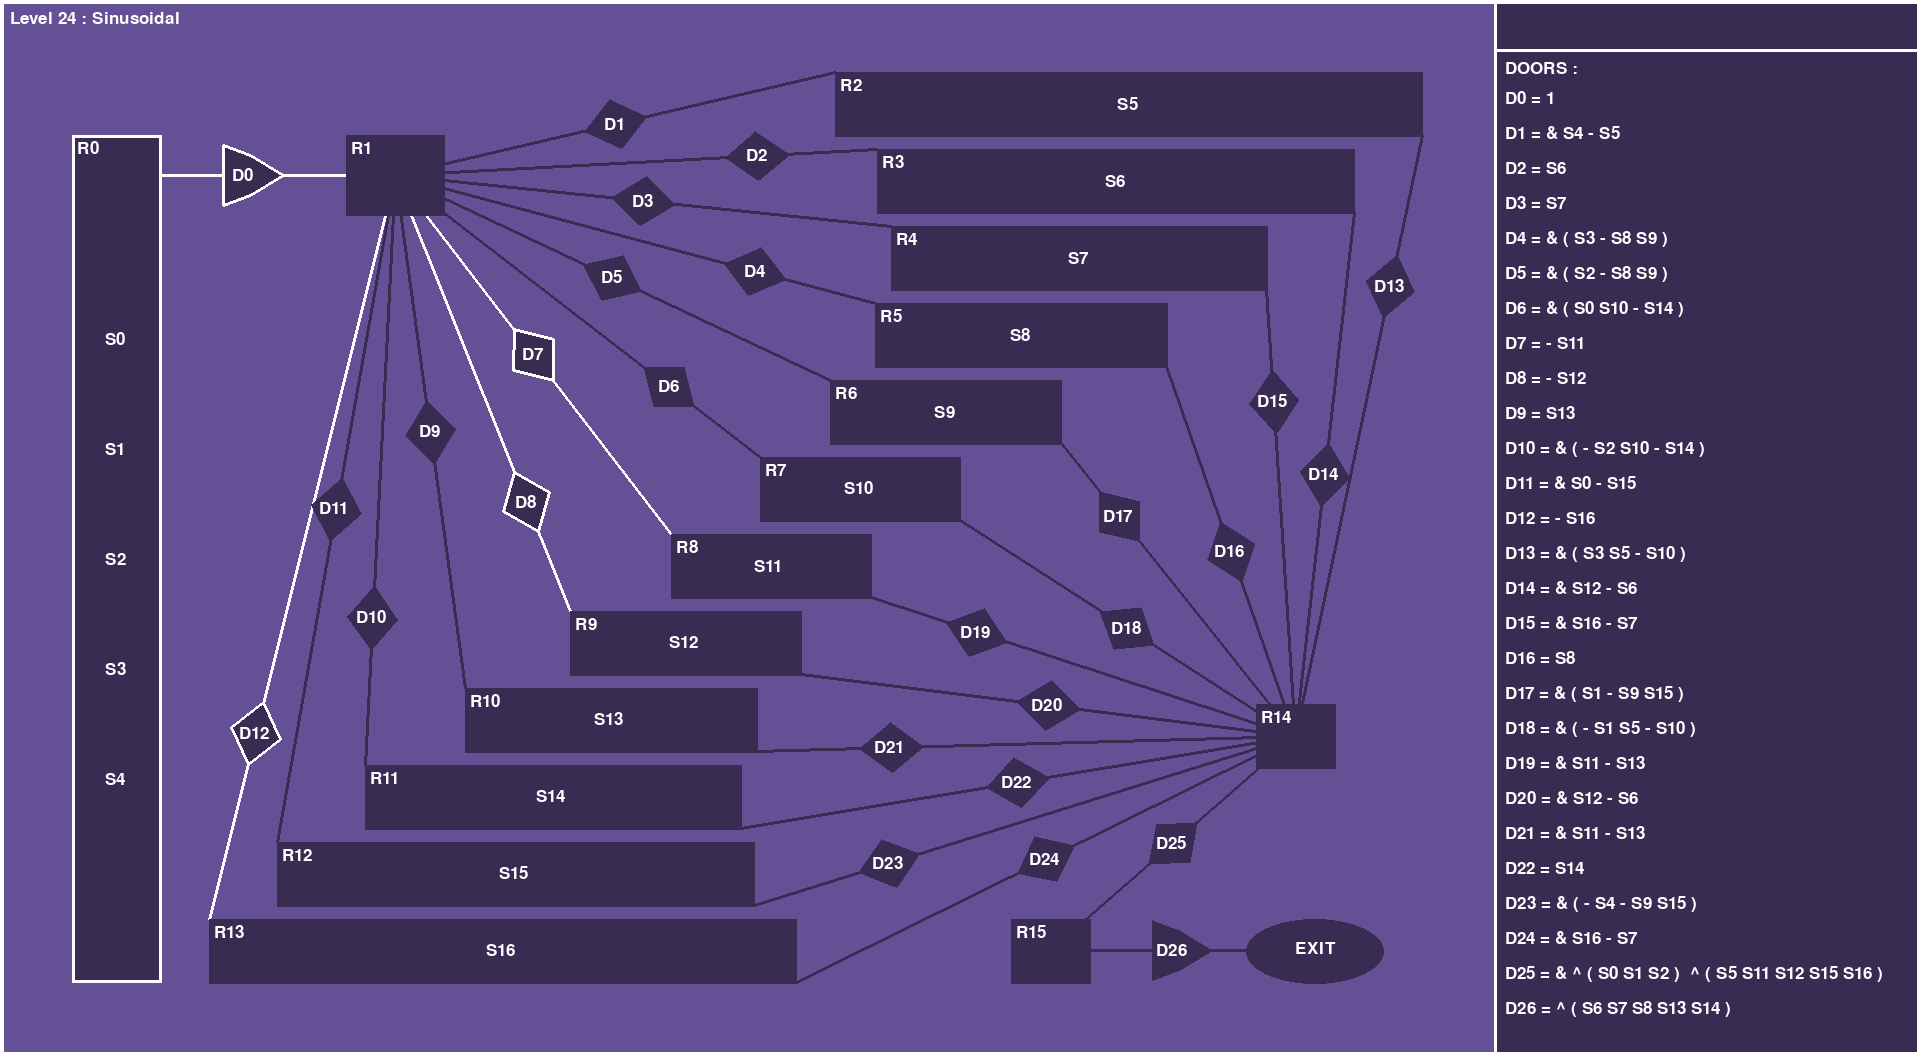 Level 24 : Sinusoidal
R0
S0
S1
S2
S3
S4
D0
R1
D1
D2
D3
D4
D5
D6
D7
D8
D9
D10
D11
D12
R2
S5
R3
S6
R4
S7
R5
S8
R6
S9
R7
S10
R8
S11
R9
S12
R10
S13
R11
S14
R12
S15
R13
S16
D13
D14
D15
D16
D17
D18
D19
D20
D21
D22
D23
D24
R14
D25
R15
D26
EXIT
DOORS :
D0 = 1
D1 = & S4 - S5
D2 = S6
D3 = S7
D4 = & ( S3 - S8 S9 )
D5 = & ( S2 - S8 S9 )
D6 = & ( S0 S10 - S14 )
D7 = - S11
D8 = - S12
D9 = S13
D10 = & ( - S2 S10 - S14 )
D11 = & S0 - S15
D12 = - S16
D13 = & ( S3 S5 - S10 )
D14 = & S12 - S6
D15 = & S16 - S7
D16 = S8
D17 = & ( S1 - S9 S15 )
D18 = & ( - S1 S5 - S10 )
D19 = & S11 - S13
D20 = & S12 - S6
D21 = & S11 - S13
D22 = S14
D23 = & ( - S4 - S9 S15 )
D24 = & S16 - S7
D25 = & ^ ( S0 S1 S2 ) ^ ( S5 S11 S12 S15 S16 )
D26 = ^ ( S6 S7 S8 S13 S14 )